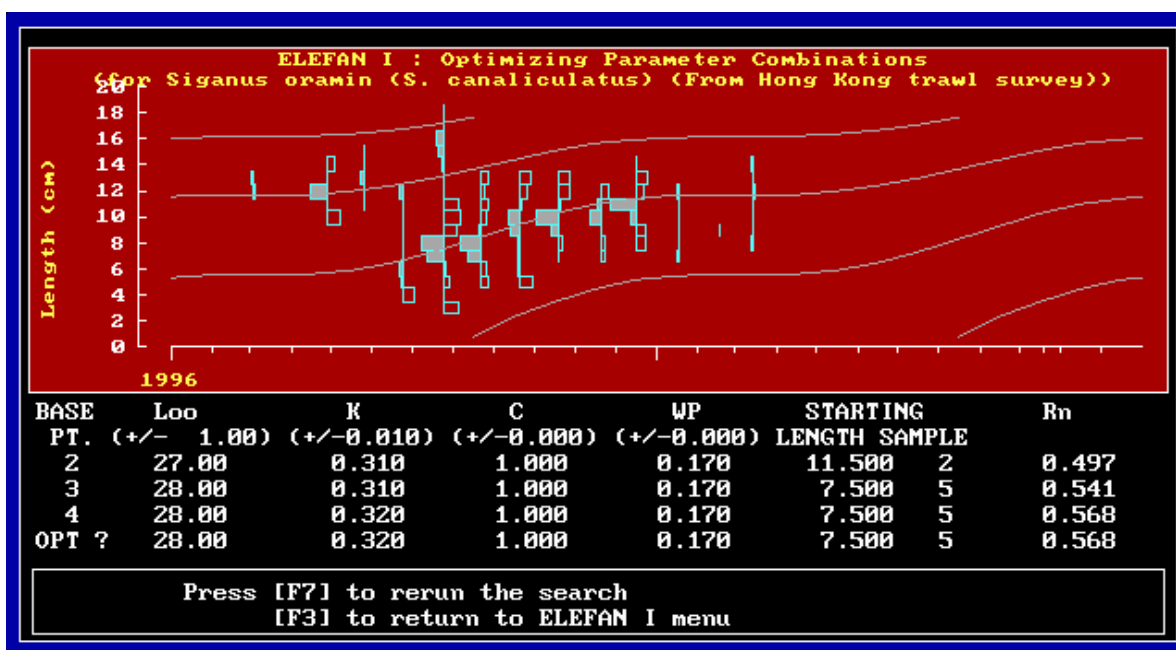 ELEFAN I : Optimizing Parameter Combinations
(for Siganus oramin (S. canaliculatus) (From Hong Kong trawl survey))
20
18
16
14
12
10
8
6
4
2
0
Length (cm)
1996
BASE Loo K C WP STARTING Rn
PT. (+/- 1.00) (+/-0.010) (+/-0.000) (+/-0.000) LENGTH SAMPLE
2 27.00 0.310 1.000 0.170 11.500 2 0.497
3 28.00 0.310 1.000 0.170 7.500 5 0.541
4 28.00 0.320 1.000 0.170 7.500 5 0.568
OPT ? 28.00 0.320 1.000 0.170 7.500 5 0.568
Press [F7] to rerun the search
[F3] to return to ELEFAN I menu